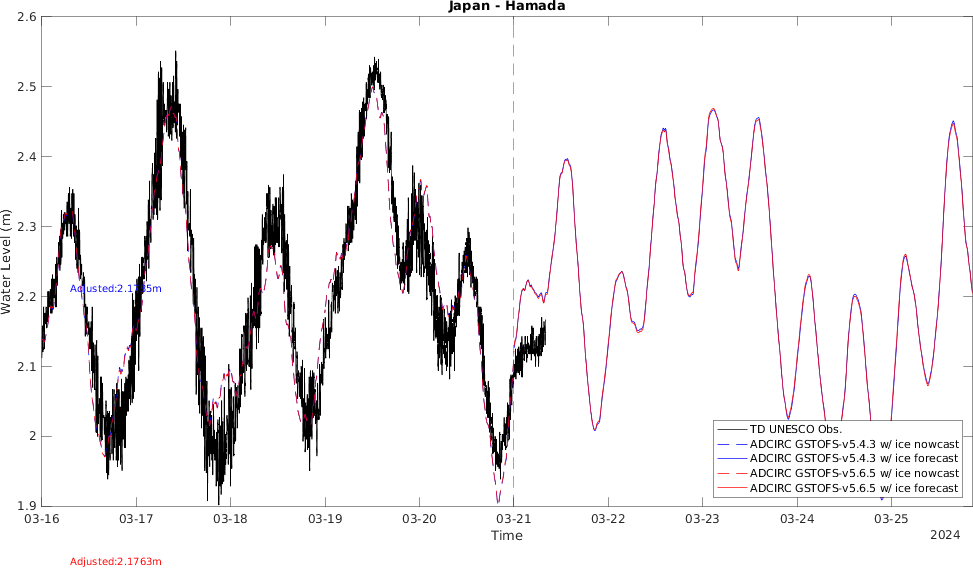 Japan - Hamada
2.6
2.5
2.4
2.3
2.2
2.1
2
1.9
Water Level (m)
03-16
03-17
03-18
03-19
03-20
03-21
03-22
03-23
03-24
03-25
Time
2024
TD UNESCO Obs.
ADCIRC GSTOFS-v5.4.3 w/ ice nowcast
ADCIRC GSTOFS-v5.4.3 w/ ice forecast
ADCIRC GSTOFS-v5.6.5 w/ ice nowcast
ADCIRC GSTOFS-v5.6.5 w/ ice forecast
Adjusted:2.1763m